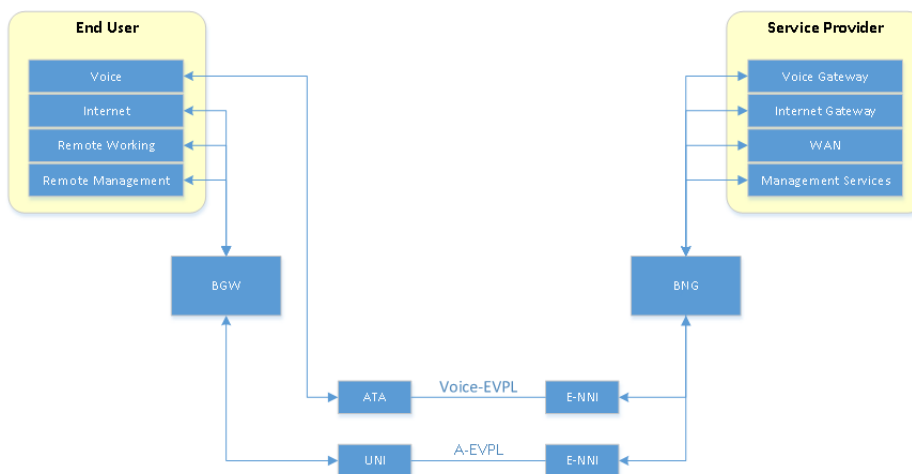 End User
Voice
Internet
Remote Working
Remote Management
Service Provider
Voice Gateway
Internet Gateway
WAN
Management Services
BGW
BNG
ATA
Voice-EVPL
E-NNI
UNI
A-EVPL
E-NNI